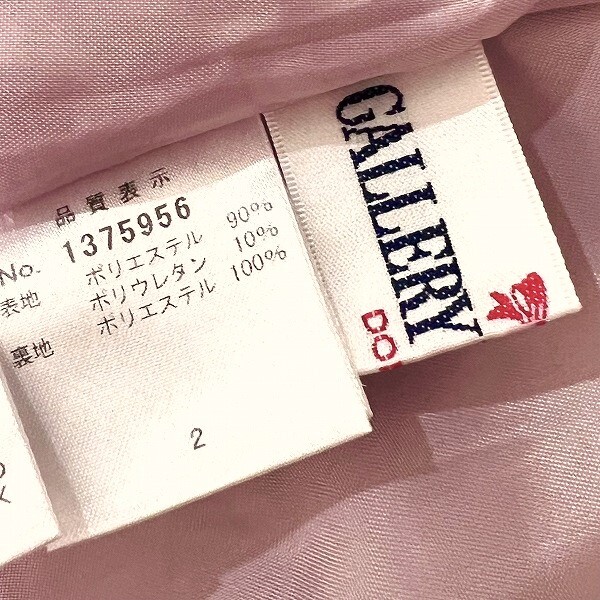 品質表示
No. 1375956
表地 ポリエステル 90%
ポリウレタン 10%
裏地 ポリエステル 100%
2
GALLERY